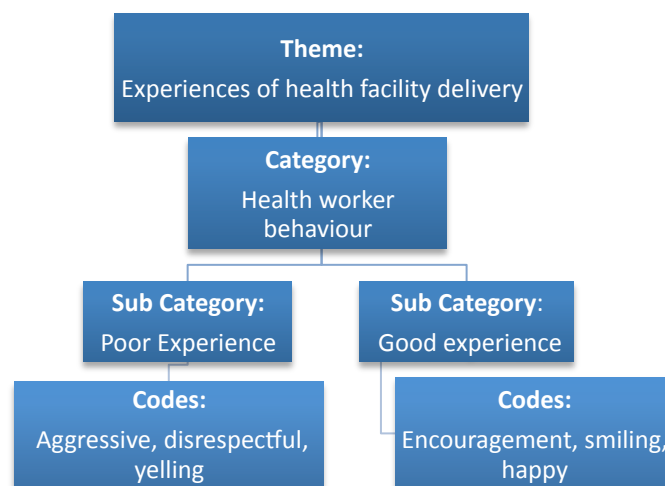 Theme:
Experiences of health facility delivery
Category:
Health worker
behaviour
Sub Category:
Poor Experience
Sub Category:
Good experience
Codes:
Aggressive, disrespectful,
yelling
Codes:
Encouragement, smiling,
happy